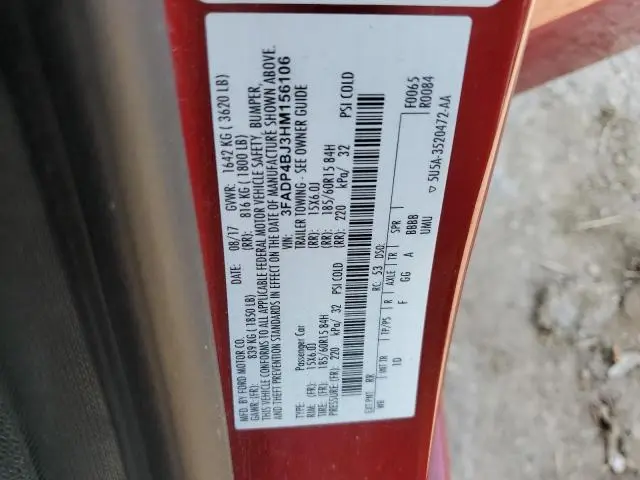 MFD. BY FORD MOTOR CO.
DATE: 08/17 GVWR: 1642 KG ( 3620 LB)
GAWR: (FR): 839 KG (1850 LB) (RR): 816 KG (1800 LB)
THIS VEHICLE CONFORMS TO ALL APPLICABLE FEDERAL MOTOR VEHICLE SAFETY, BUMPER,
AND THEFT PREVENTION STANDARDS IN EFFECT ON THE DATE OF MANUFACTURE SHOWN ABOVE.
VIN: 3FADP4BJ3HM156106
TYPE: Passenger Car TRAILER TOWING - SEE OWNER GUIDE
RIM: (FR): 15X6.0J (RR): 15X6.0J
TIRE: (FR): 185/60R15 84H (RR): 185/60R15 84H
PRESSURE: (FR): 220 kPa/ 32 PSI COLD (RR): 220 kPa/ 32 PSI COLD
EXT PNT: RR RC: 53 DSO: F0065
WB INT TR TP/PS R AXLE TR SPR R0084
1D F GG A BBBB
UMU
5U5A-3520472-AA